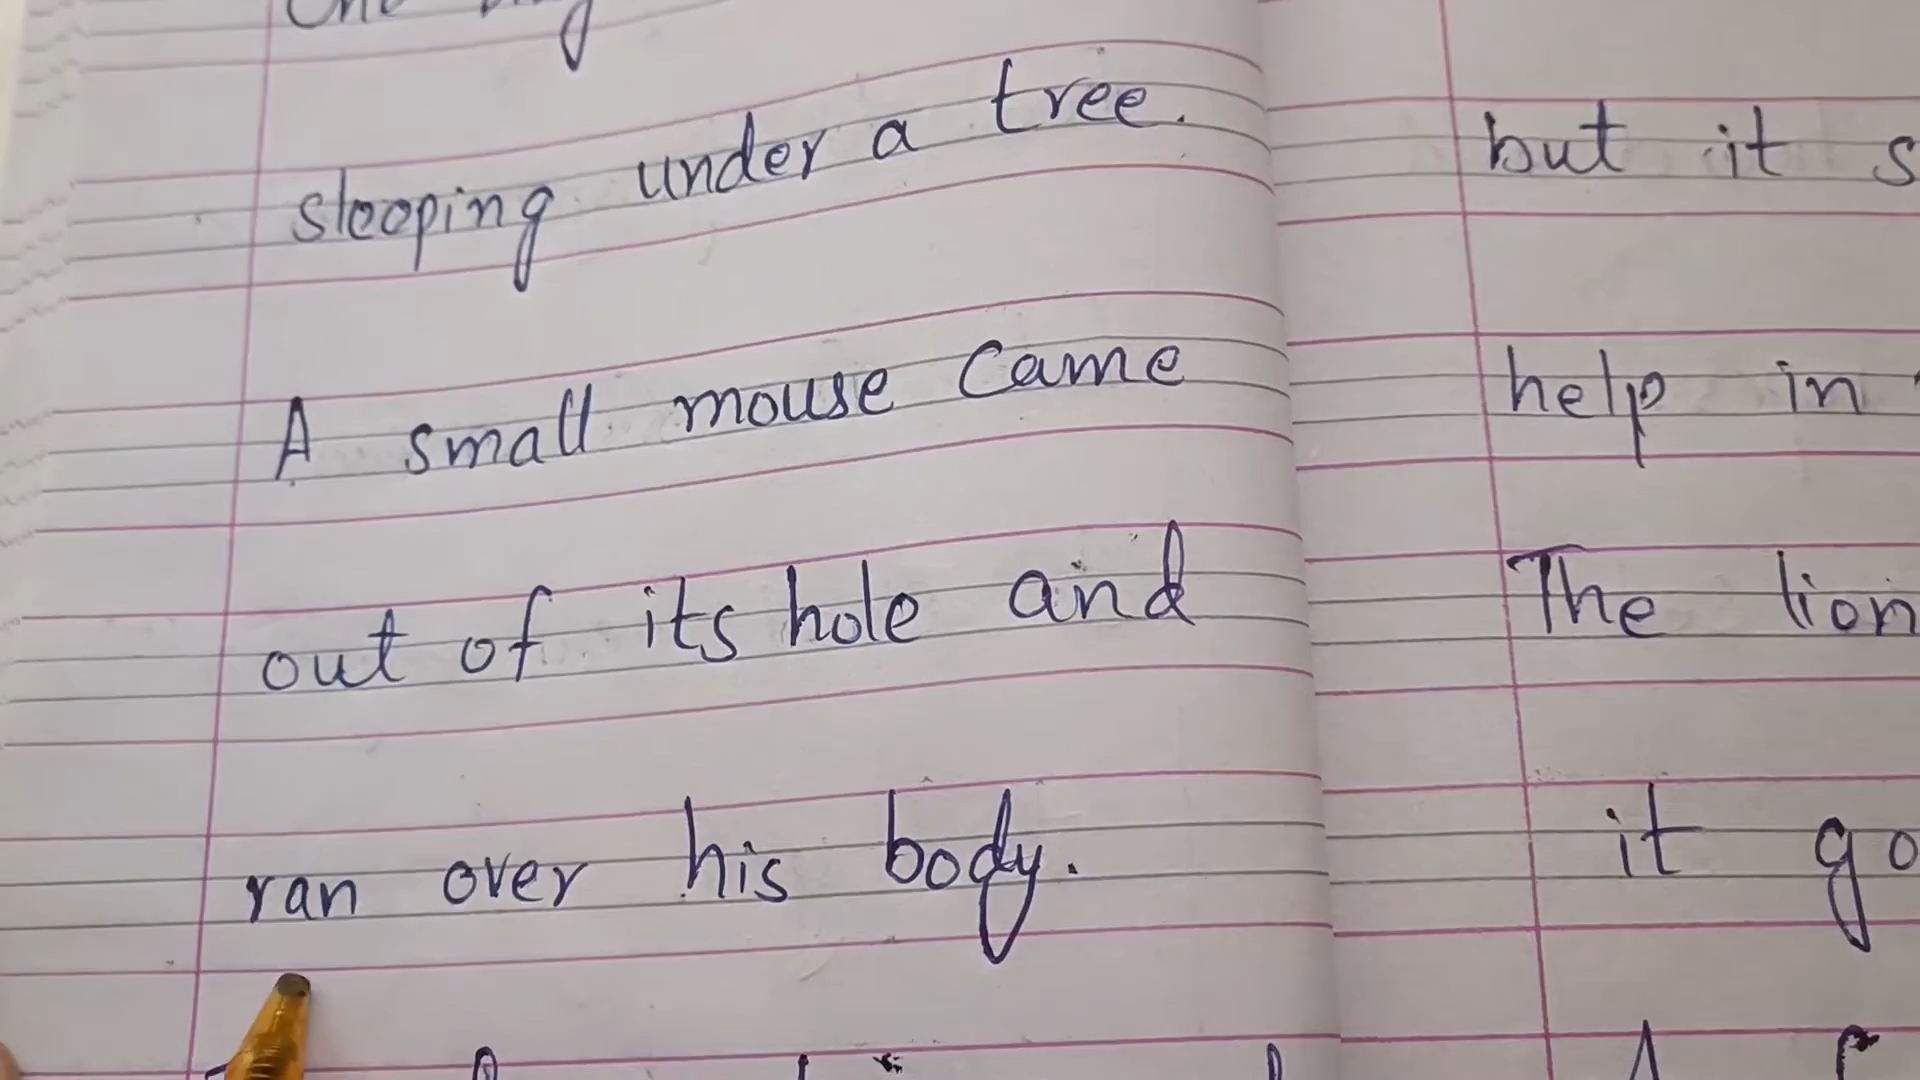 sleeping under a tree.
A small mouse came
out of its hole and
ran over his body.
but it
help in
The lion
it